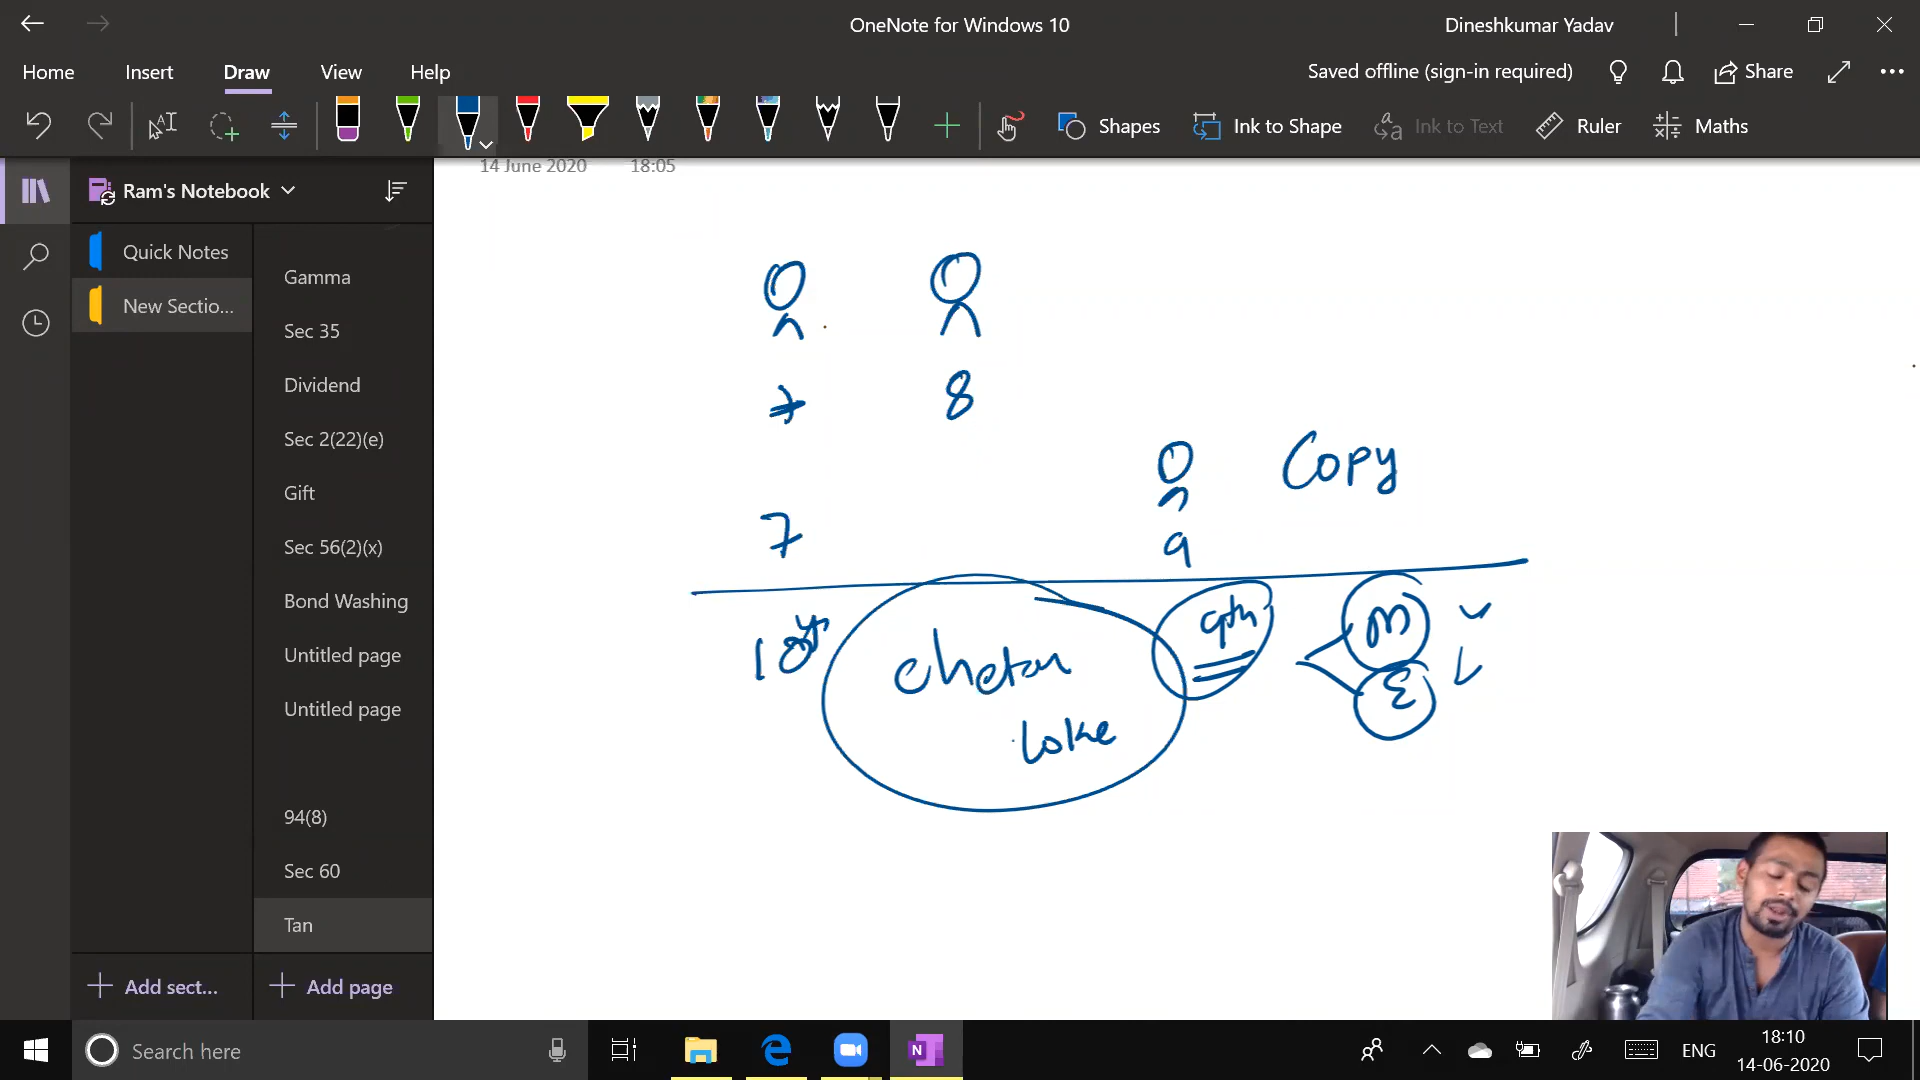 OneNote for Windows 10
Dineshkumar Yadav
Home Insert Draw View Help
Saved offline (sign-in required)
Share
Shapes
Ink to Shape
Ink to Text
Ruler
Maths
14 June 2020 18:05
Ram's Notebook
Quick Notes
New Sectio...
Gamma
Sec 35
Dividend
Sec 2(22)(e)
Gift
Sec 56(2)(x)
Bond Washing
Untitled page
Untitled page
94(8)
Sec 60
Tan
Add sect...
Add page
7 8
Copy
7 9
10th 9th M
chetan E
loke
Search here
ENG
18:10
14-06-2020